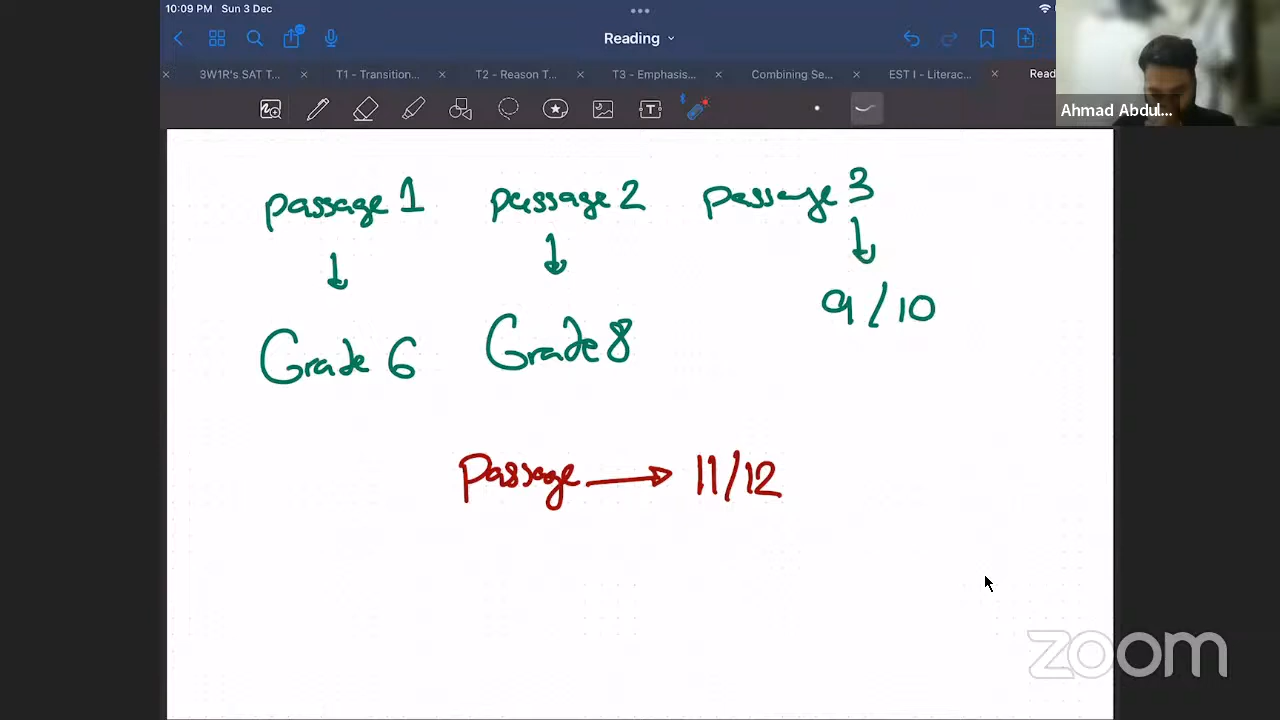 10:09 PM Sun 3 Dec
Reading
3W1R's SAT T...
T1 - Transition...
T2 - Reason T...
T3 - Emphasis...
Combining Se...
EST I - Literac...
Read
Ahmad Abdul...
passage 1 passage 2 passage 3
Grade 6 Grade 8 9/10
Passage → 11/12
zoom